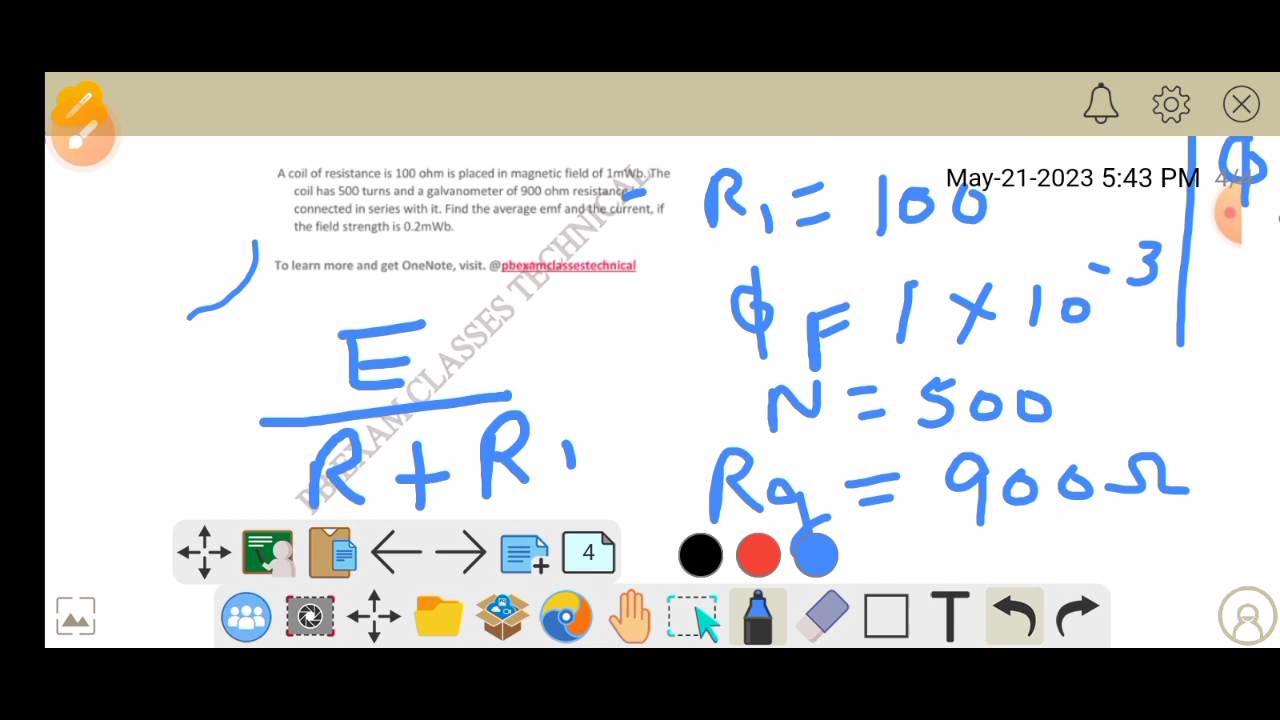 May-21-2023 5:43 PM
A coil of resistance is 100 ohm is placed in magnetic field of 1mWb. The
coil has 500 turns and a galvanometer of 900 ohm resistance
connected in series with it. Find the average emf and the current, if
the field strength is 0.2mWb.
To learn more and get OneNote, visit. @pbexamclassestechnical
PBEXAM CLASSES TECHNICAL
E
R + R1
R1 = 100
ϕ F 1 × 10-3
N = 500
Rg = 900Ω
ϕ
4
T